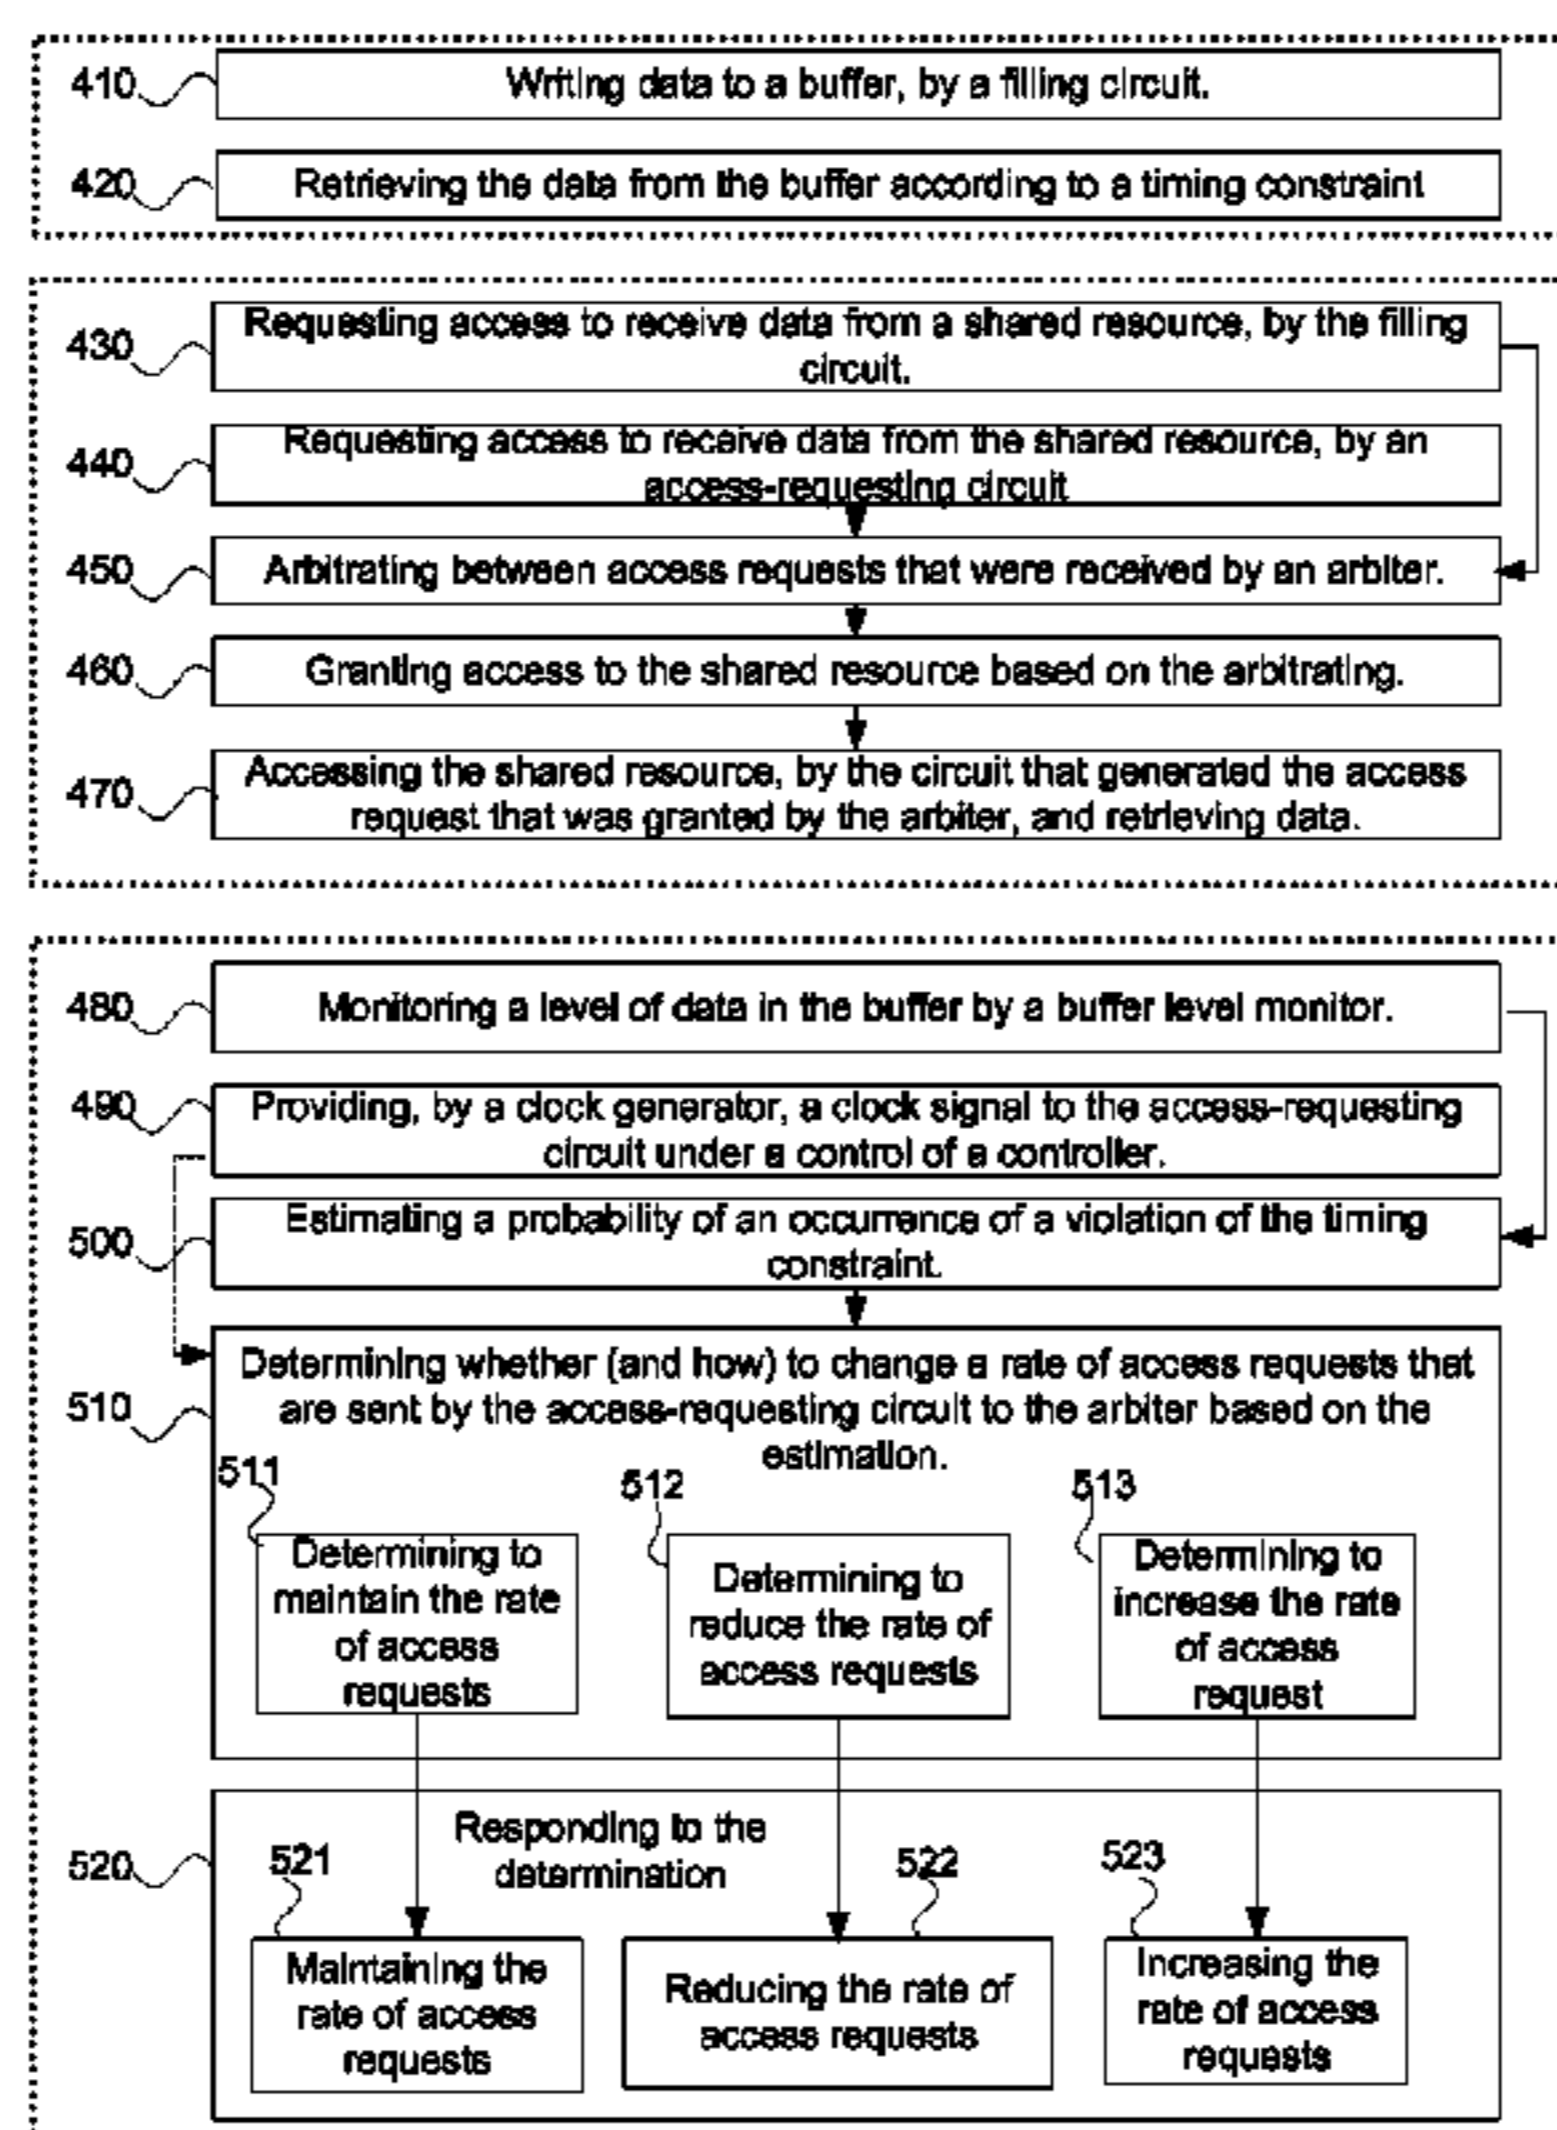 410 Writing data to a buffer, by a filling circuit.
420 Retrieving the data from the buffer according to a timing constraint
430 Requesting access to receive data from a shared resource, by the filling
circuit.
440 Requesting access to receive data from the shared resource, by an
access-requesting circuit
450 Arbitrating between access requests that were received by an arbiter.
460 Granting access to the shared resource based on the arbitrating.
470 Accessing the shared resource, by the circuit that generated the access
request that was granted by the arbiter, and retrieving data.
480 Monitoring a level of data in the buffer by a buffer level monitor.
490 Providing, by a clock generator, a clock signal to the access-requesting
circuit under a control of a controller.
500 Estimating a probability of an occurrence of a violation of the timing
constraint.
510 Determining whether (and how) to change a rate of access requests that
are sent by the access-requesting circuit to the arbiter based on the
estimation.
511
Determining to
maintain the rate
of access
requests
512
Determining to
reduce the rate of
access requests
513
Determining to
increase the rate
of access
request
520 Responding to the
determination
521
Maintaining the
rate of access
requests
522
Reducing the rate of
access requests
523
Increasing the
rate of access
requests